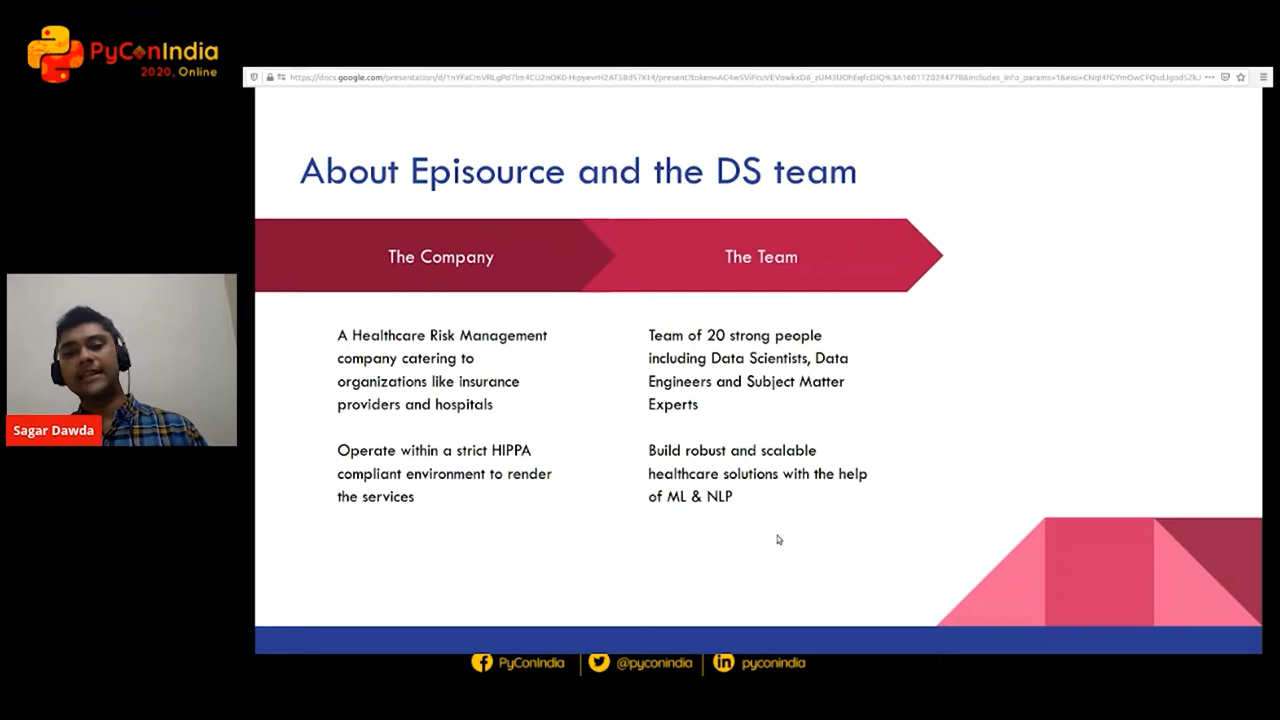 PyConIndia
2020, Online
About Episource and the DS team
The Company
The Team
A Healthcare Risk Management
company catering to
organizations like insurance
providers and hospitals
Operate within a strict HIPPA
compliant environment to render
the services
Team of 20 strong people
including Data Scientists, Data
Engineers and Subject Matter
Experts
Build robust and scalable
healthcare solutions with the help
of ML & NLP
Sagar Dawda
PyConIndia
@pyconindia
pyconindia